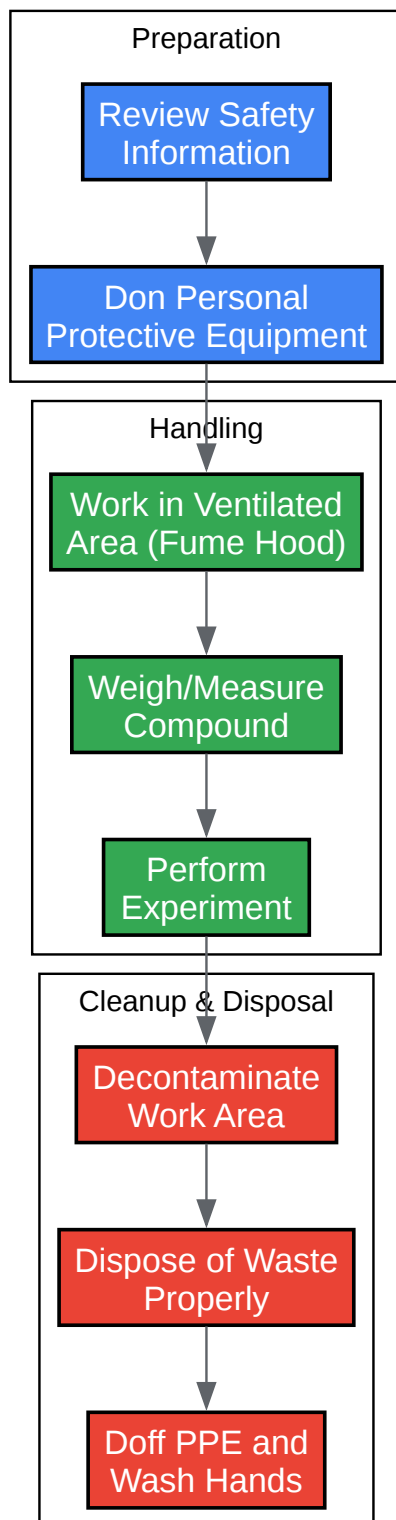 Preparation
Review Safety
Information
Don Personal
Protective Equipment
Handling
Work in Ventilated
Area (Fume Hood)
Weigh/Measure
Compound
Perform
Experiment
Cleanup & Disposal
Decontaminate
Work Area
Dispose of Waste
Properly
Doff PPE and
Wash Hands